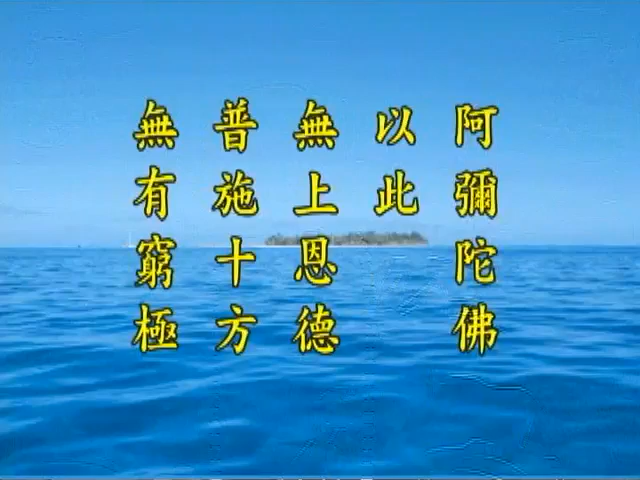 阿彌陀佛
以此
無上恩德
普施十方
無有窮極